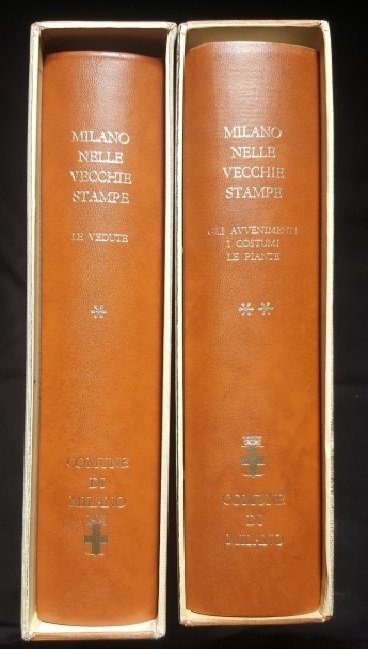 MILANO
NELLE
VECCHIE
STAMPE
LE VEDUTE
*
COMUNE
DI
MILANO
MILANO
NELLE
VECCHIE
STAMPE
GLI AVVENIMENTI
I COSTUMI
LE PIANTE
**
COMUNE
DI
MILANO